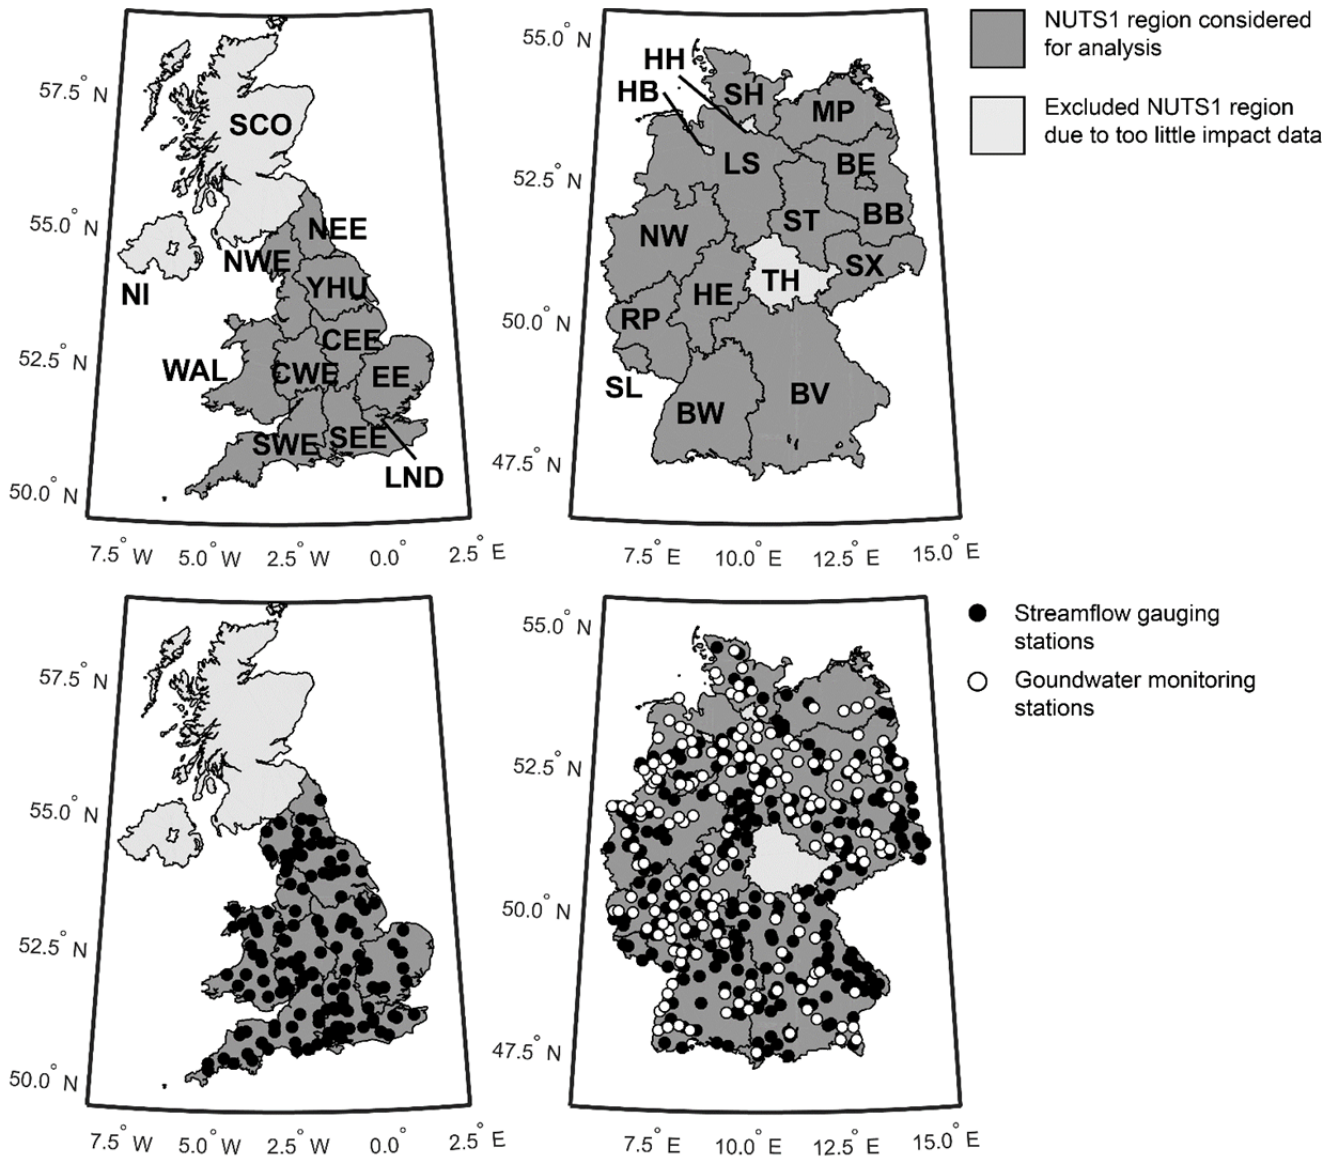 57.5° N
55.0° N
52.5° N
50.0° N
7.5° W
5.0° W
2.5° W
0.0°
2.5° E
SCO
NI
NEE
NWE
YHU
CEE
WAL
CWE
EE
SWE
SEE
LND
55.0° N
52.5° N
50.0° N
47.5° N
7.5° E
10.0° E
12.5° E
15.0° E
HH
HB
SH
MP
LS
BE
ST
BB
NW
TH
SX
HE
RP
SL
BW
BV
NUTS1 region considered
for analysis
Excluded NUTS1 region
due to too little impact data
57.5° N
55.0° N
52.5° N
50.0° N
7.5° W
5.0° W
2.5° W
0.0°
2.5° E
55.0° N
52.5° N
50.0° N
47.5° N
7.5° E
10.0° E
12.5° E
15.0° E
Streamflow gauging
stations
Goundwater monitoring
stations